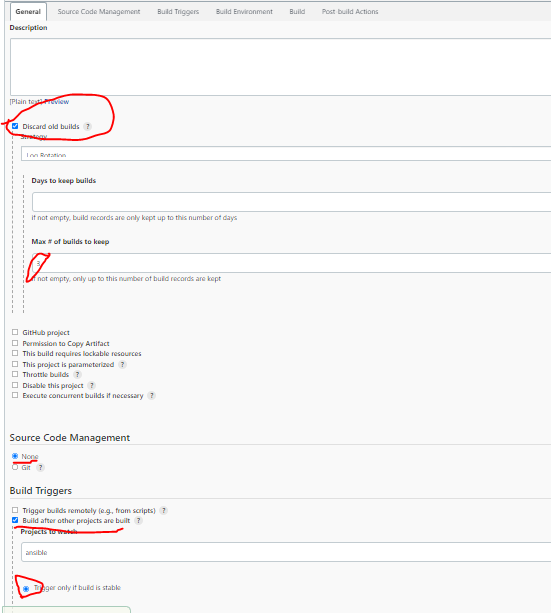 General Source Code Management Build Triggers Build Environment Build Post-build Actions
Description
[Plain text] Preview
Discard old builds ?
Strategy
Log Rotation
Days to keep builds
if not empty, build records are only kept up to this number of days
Max # of builds to keep
3
if not empty, only up to this number of build records are kept
GitHub project
Permission to Copy Artifact
This build requires lockable resources
This project is parameterized ?
Throttle builds ?
Disable this project ?
Execute concurrent builds if necessary ?
Source Code Management
None
Git ?
Build Triggers
Trigger builds remotely (e.g., from scripts) ?
Build after other projects are built ?
Projects to watch
ansible
Trigger only if build is stable